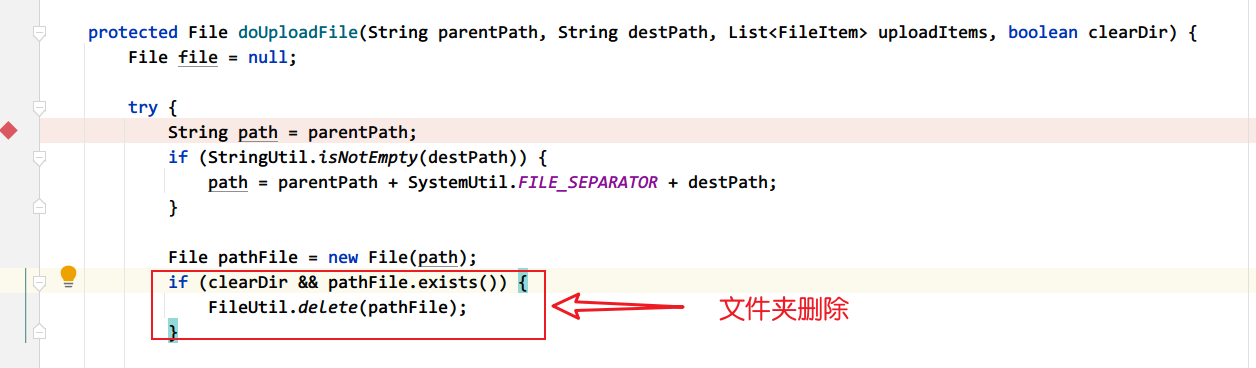 protected File doUploadFile(String parentPath, String destPath, List<FileItem> uploadItems, boolean clearDir) {
File file = null;
try {
String path = parentPath;
if (StringUtil.isNotEmpty(destPath)) {
path = parentPath + SystemUtil.FILE_SEPARATOR + destPath;
}
File pathFile = new File(path);
if (clearDir && pathFile.exists()) {
FileUtil.delete(pathFile);
文件夹删除
}